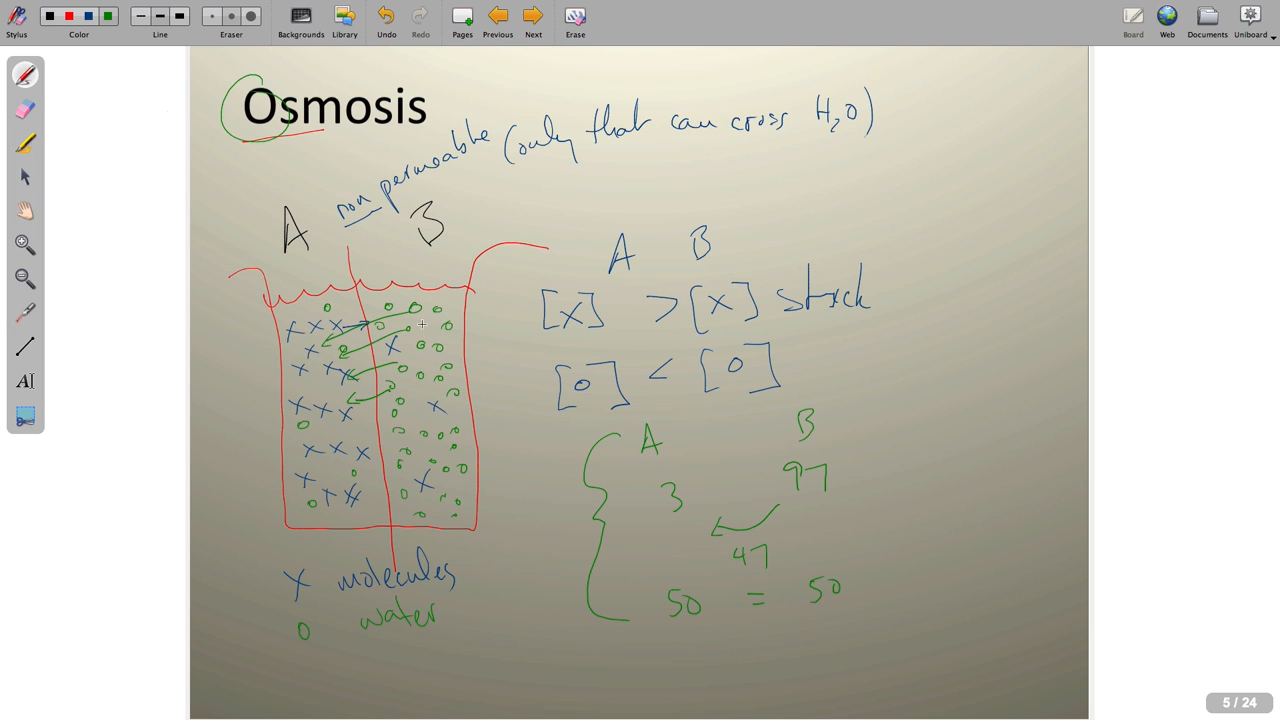 Stylus Color Line Eraser Backgrounds Library Undo Redo Pages Previous Next Erase Board Web Documents Uniboard
Osmosis
non permeable (only that can cross H₂O)
A B
A B
[x] > [x] stuck
[o] < [o]
A B
3 97
47
50 = 50
x molecules
o water
5 / 24